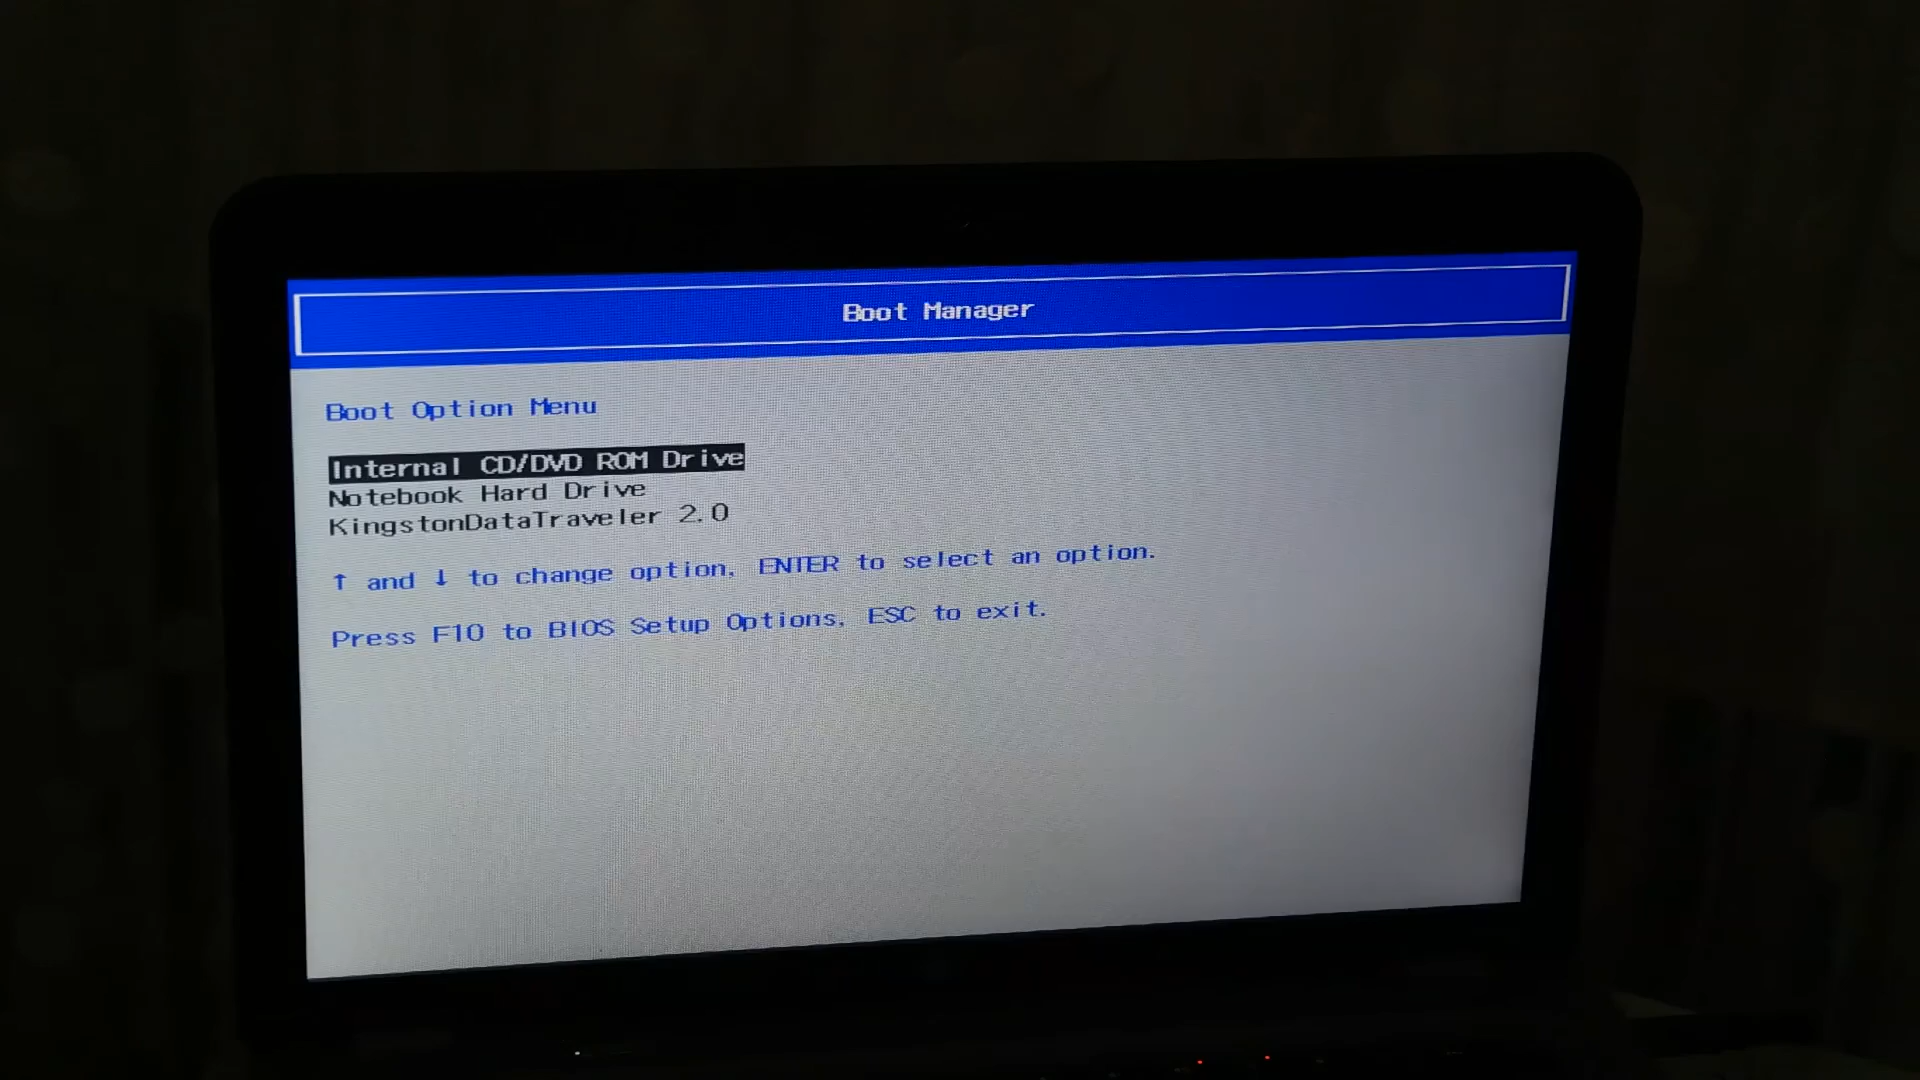 Boot Manager
Boot Option Menu
Internal CD/DVD ROM Drive
Notebook Hard Drive
KingstonDataTraveler 2.0
↑ and ↓ to change option, ENTER to select an option.
Press F10 to BIOS Setup Options, ESC to exit.